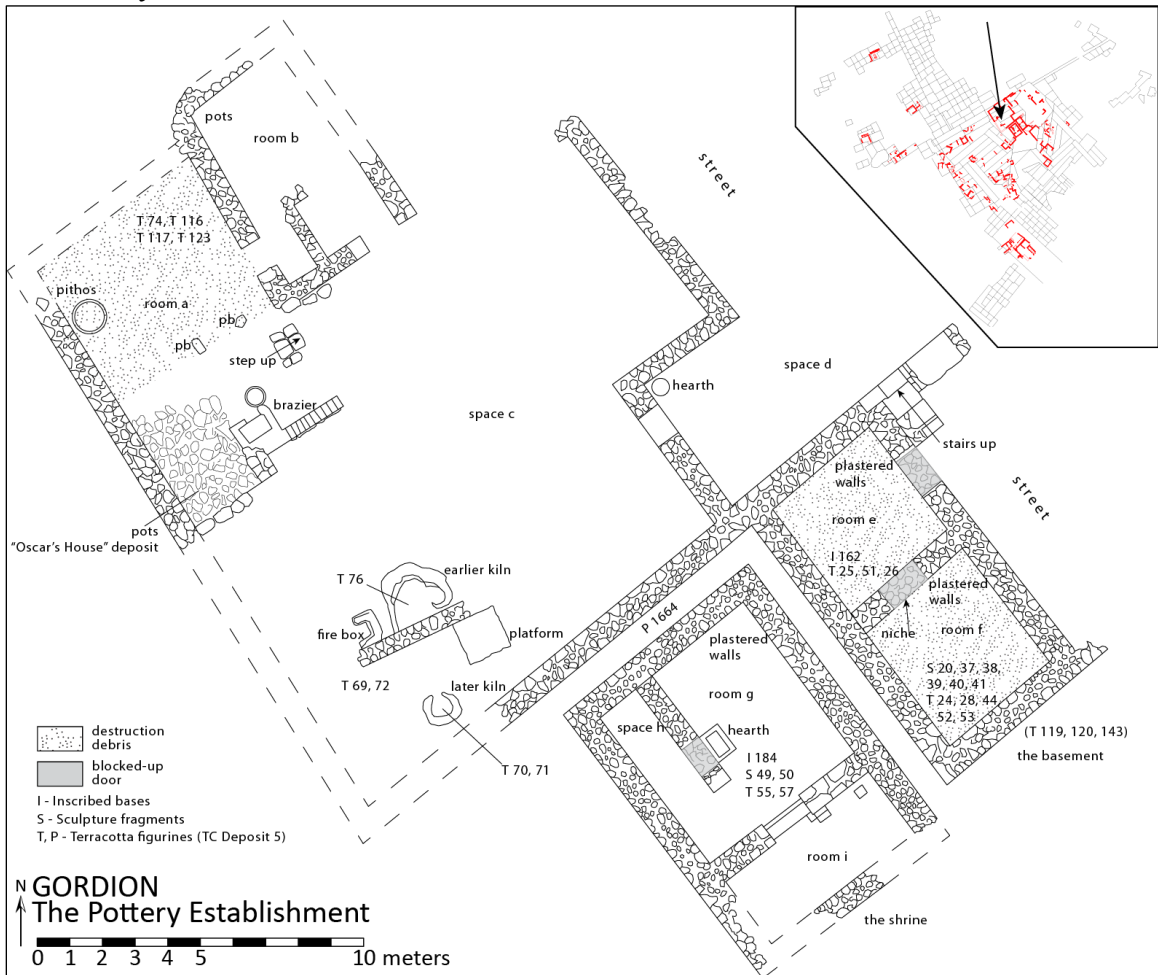 pots
room b
street
T 74, T 116
T 117, T 123
pithos
room a
pb
pb
step up
brazier
space c
hearth
space d
stairs up
street
pots
"Oscar's House" deposit
plastered
walls
room e
I 162
T 25, 51, 26
T 76
earlier kiln
fire box
platform
P 1664
plastered
walls
niche
room f
S 20, 37, 38,
39, 40, 41
T 24, 28, 44
52, 53
T 69, 72
later kiln
T 70, 71
plastered
walls
room g
space h
hearth
I 184
S 49, 50
T 55, 57
(T 119, 120, 143)
the basement
room i
the shrine
destruction
debris
blocked-up
door
I - Inscribed bases
S - Sculpture fragments
T, P - Terracotta figurines (TC Deposit 5)
N
GORDION
The Pottery Establishment
0 1 2 3 4 5 10 meters